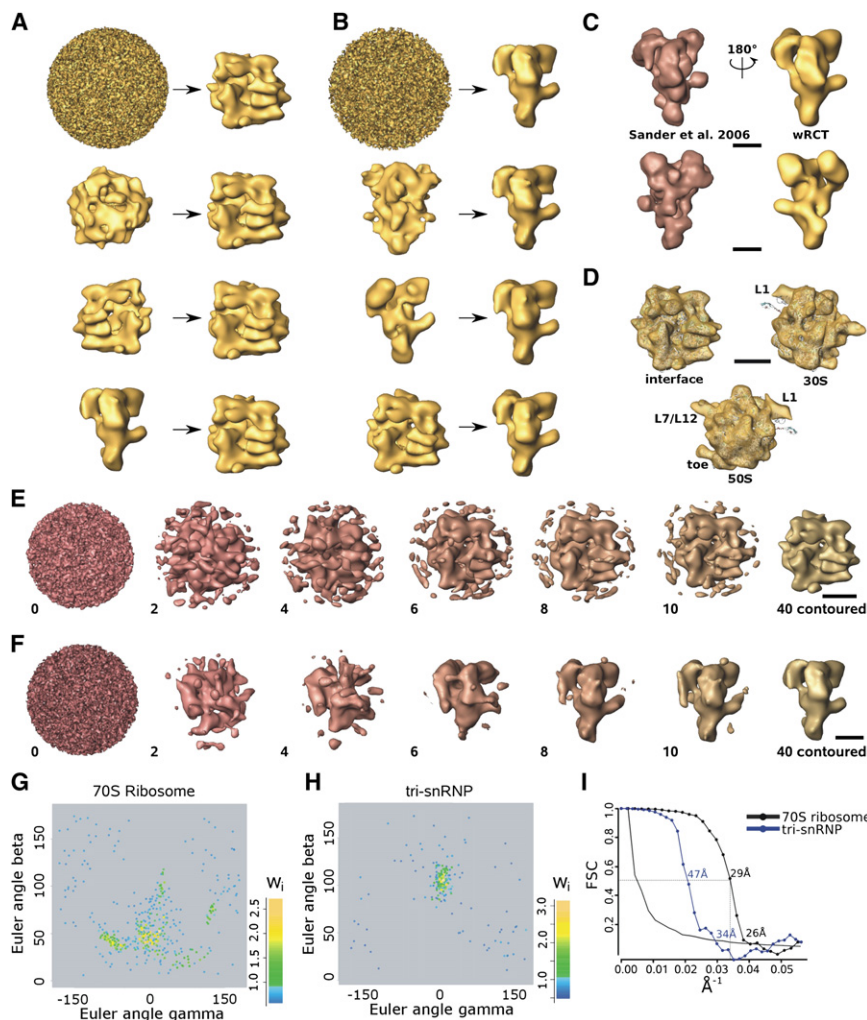 A
B
C
180°
Sander et al. 2006
wRCT
D
L1
interface
30S
L7/L12
L1
toe
50S
E
0
2
4
6
8
10
40 contoured
F
0
2
4
6
8
10
40 contoured
G
70S Ribosome
Euler angle beta
150
100
50
0
-150
0
150
Euler angle gamma
Wi
2.5
2.0
1.5
1.0
H
tri-snRNP
Euler angle beta
150
100
50
0
-150
0
150
Euler angle gamma
Wi
3.0
2.0
1.0
I
70S ribosome
tri-snRNP
FSC
1.0
0.8
0.6
0.4
0.2
47Å
29Å
34Å
26Å
0.00
0.01
0.02
0.03
0.04
0.05
Å-1